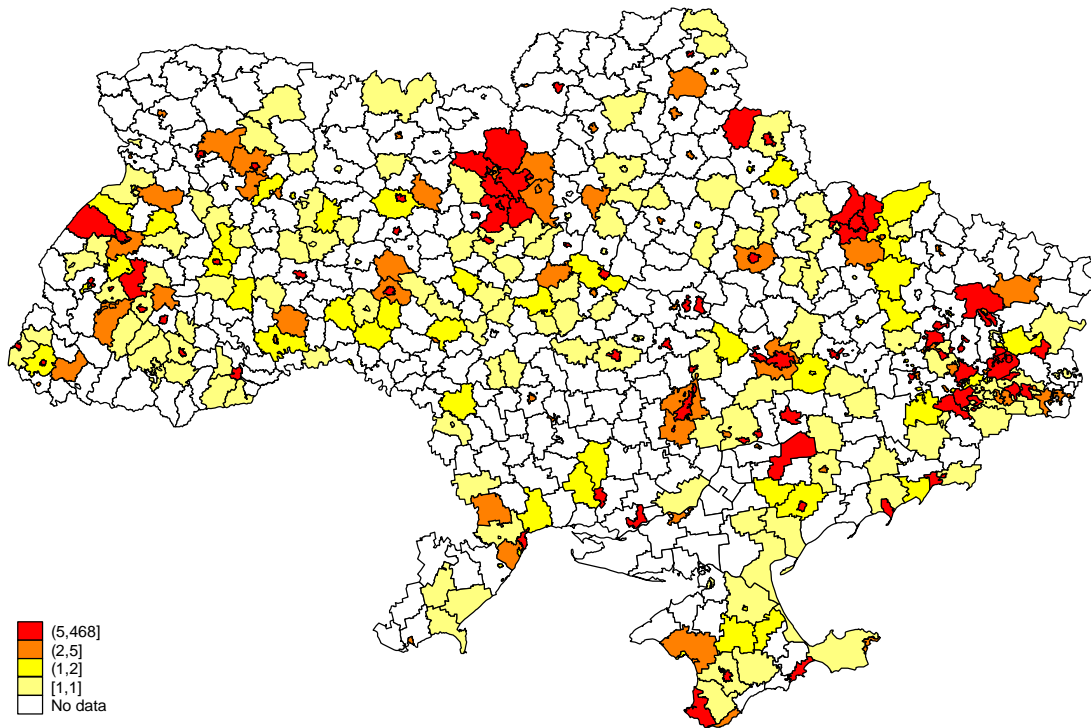 (5,468]
(2,5]
(1,2]
[1,1]
No data